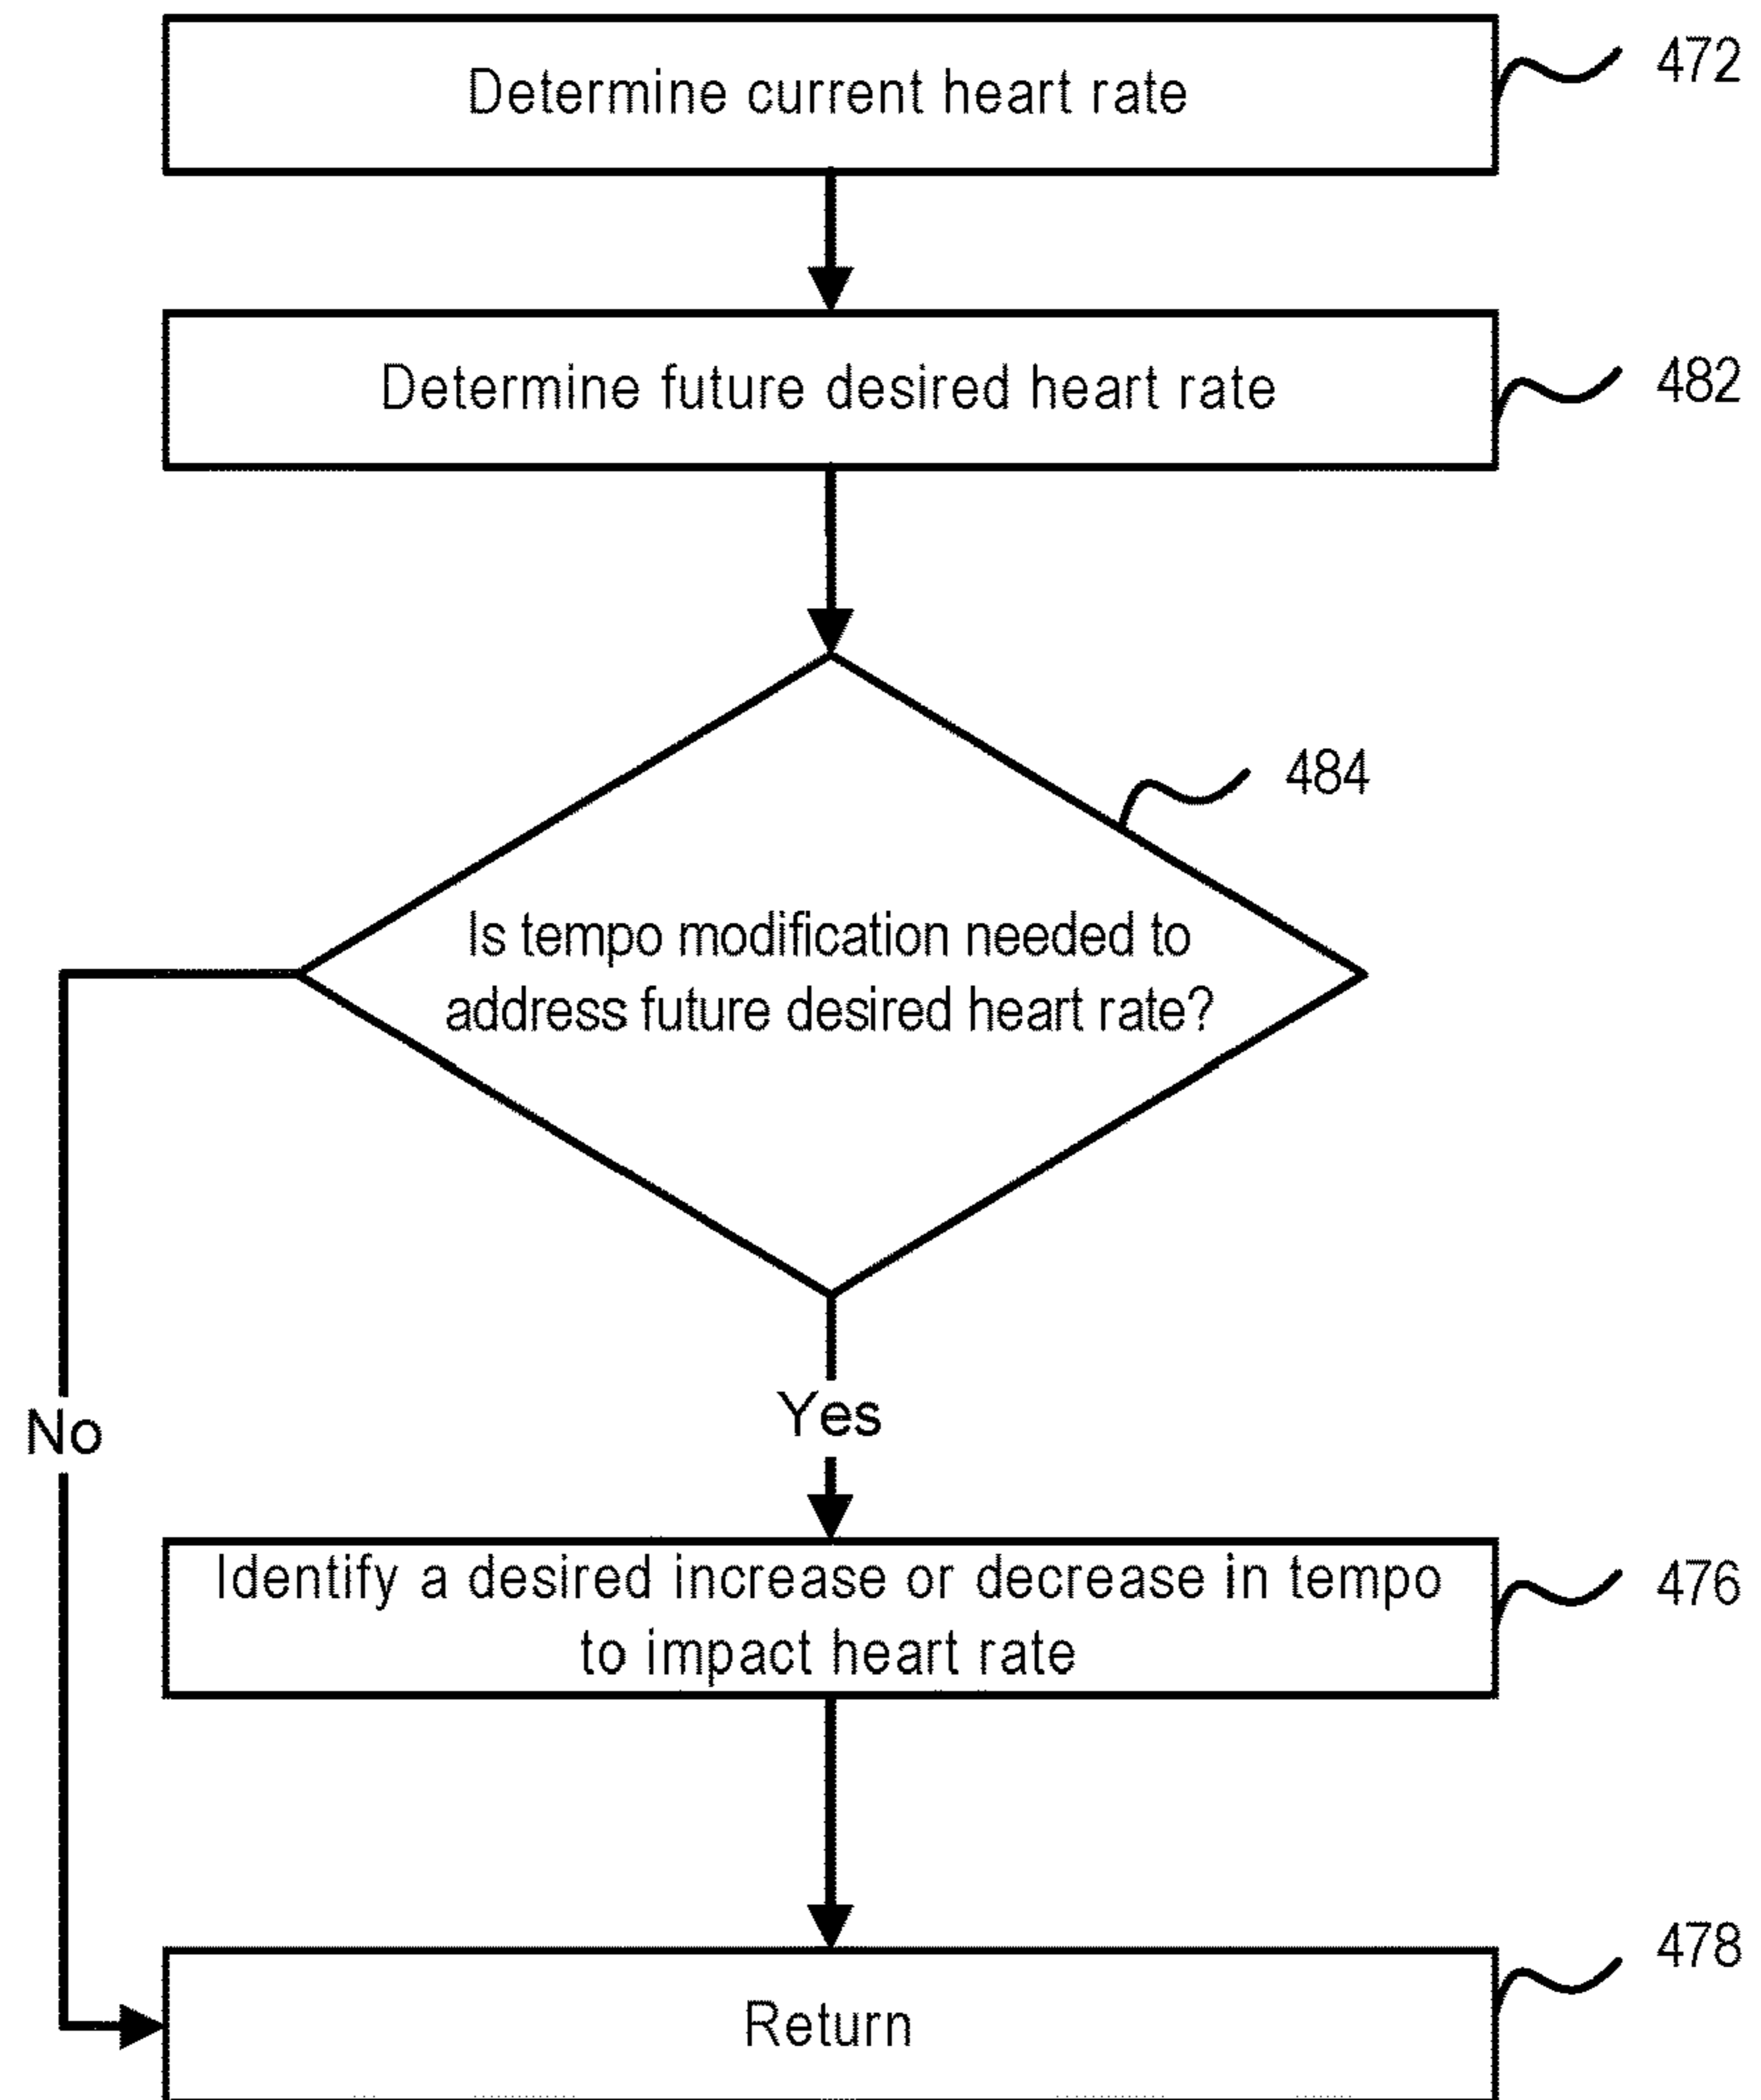 Determine current heart rate
472
Determine future desired heart rate
482
484
Is tempo modification needed to
address future desired heart rate?
No
Yes
Identify a desired increase or decrease in tempo
to impact heart rate
476
478
Return